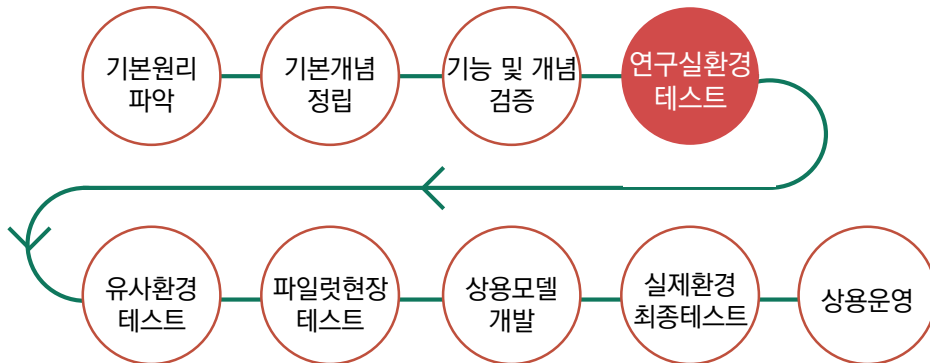 기본원리
파악
기본개념
정립
기능 및 개념
검증
연구실환경
테스트
유사환경
테스트
파일럿현장
테스트
상용모델
개발
실제환경
최종테스트
상용운영